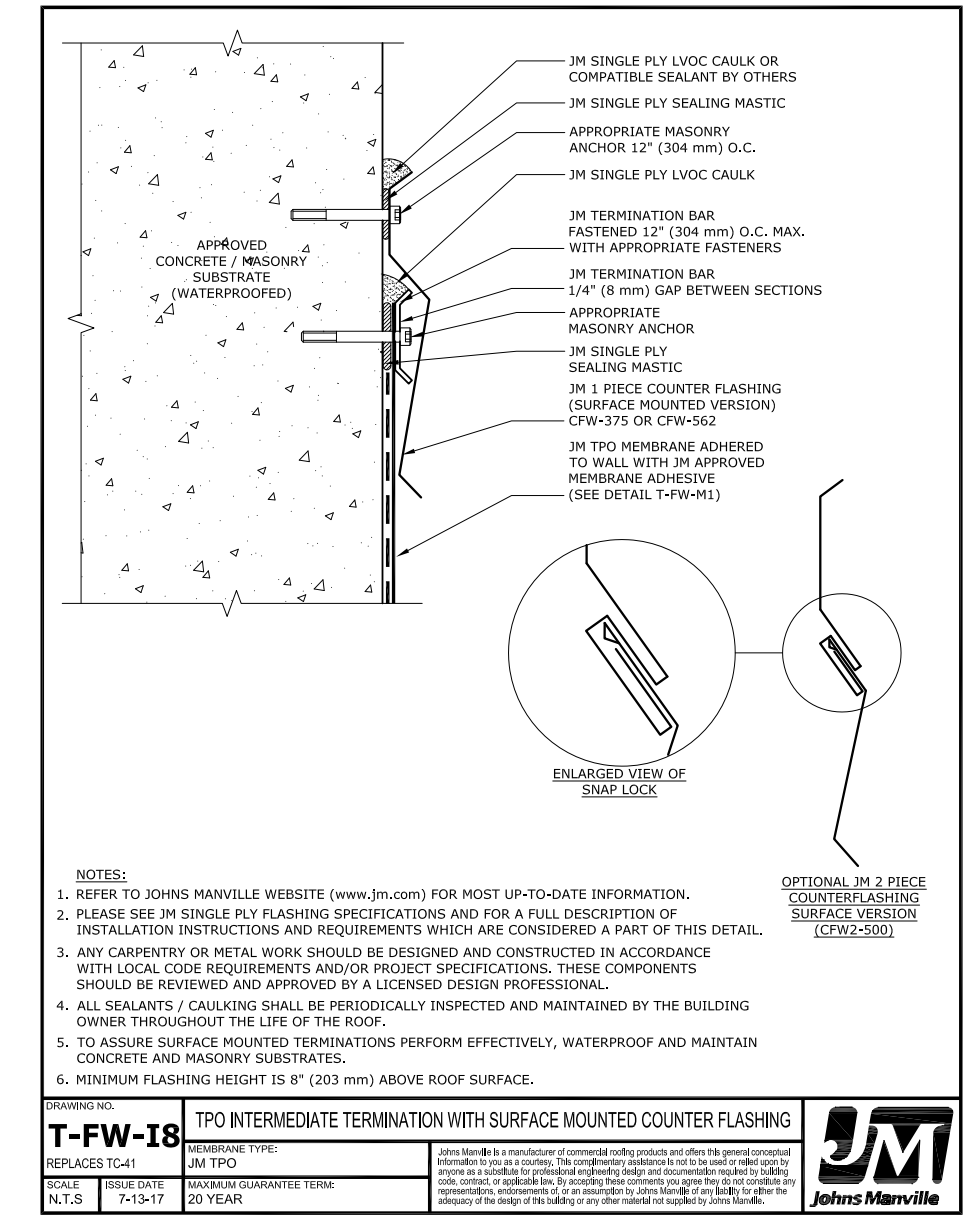 JM SINGLE PLY LVOC CAULK OR
COMPATIBLE SEALANT BY OTHERS
JM SINGLE PLY SEALING MASTIC
APPROPRIATE MASONRY
ANCHOR 12" (304 mm) O.C.
JM SINGLE PLY LVOC CAULK
JM TERMINATION BAR
FASTENED 12" (304 mm) O.C. MAX.
WITH APPROPRIATE FASTENERS
JM TERMINATION BAR
1/4" (8 mm) GAP BETWEEN SECTIONS
APPROPRIATE
MASONRY ANCHOR
JM SINGLE PLY
SEALING MASTIC
JM 1 PIECE COUNTER FLASHING
(SURFACE MOUNTED VERSION)
CFW-375 OR CFW-562
JM TPO MEMBRANE ADHERED
TO WALL WITH JM APPROVED
MEMBRANE ADHESIVE
(SEE DETAIL T-FW-M1)
APPROVED
CONCRETE / MASONRY
SUBSTRATE
(WATERPROOFED)
ENLARGED VIEW OF
SNAP LOCK
OPTIONAL JM 2 PIECE
COUNTERFLASHING
SURFACE VERSION
(CFW2-500)
NOTES:
1. REFER TO JOHNS MANVILLE WEBSITE (www.jm.com) FOR MOST UP-TO-DATE INFORMATION.
2. PLEASE SEE JM SINGLE PLY FLASHING SPECIFICATIONS AND FOR A FULL DESCRIPTION OF
INSTALLATION INSTRUCTIONS AND REQUIREMENTS WHICH ARE CONSIDERED A PART OF THIS DETAIL.
3. ANY CARPENTRY OR METAL WORK SHOULD BE DESIGNED AND CONSTRUCTED IN ACCORDANCE
WITH LOCAL CODE REQUIREMENTS AND/OR PROJECT SPECIFICATIONS. THESE COMPONENTS
SHOULD BE REVIEWED AND APPROVED BY A LICENSED DESIGN PROFESSIONAL.
4. ALL SEALANTS / CAULKING SHALL BE PERIODICALLY INSPECTED AND MAINTAINED BY THE BUILDING
OWNER THROUGHOUT THE LIFE OF THE ROOF.
5. TO ASSURE SURFACE MOUNTED TERMINATIONS PERFORM EFFECTIVELY, WATERPROOF AND MAINTAIN
CONCRETE AND MASONRY SUBSTRATES.
6. MINIMUM FLASHING HEIGHT IS 8" (203 mm) ABOVE ROOF SURFACE.
DRAWING NO.
T-FW-I8
REPLACES TC-41
SCALE
N.T.S
ISSUE DATE
7-13-17
TPO INTERMEDIATE TERMINATION WITH SURFACE MOUNTED COUNTER FLASHING
MEMBRANE TYPE:
JM TPO
MAXIMUM GUARANTEE TERM:
20 YEAR
Johns Manville is a manufacturer of commercial roofing products and offers this general conceptual
information to you as a courtesy. This complimentary assistance is not to be used or relied upon by
anyone as a substitute for professional engineering design and documentation required by building
code, contract, or applicable law. By accepting these comments you agree they do not constitute any
representations, endorsements of, or an assumption by Johns Manville of any liability for either the
adequacy of the design of this building or any other material not supplied by Johns Manville.
JM
Johns Manville